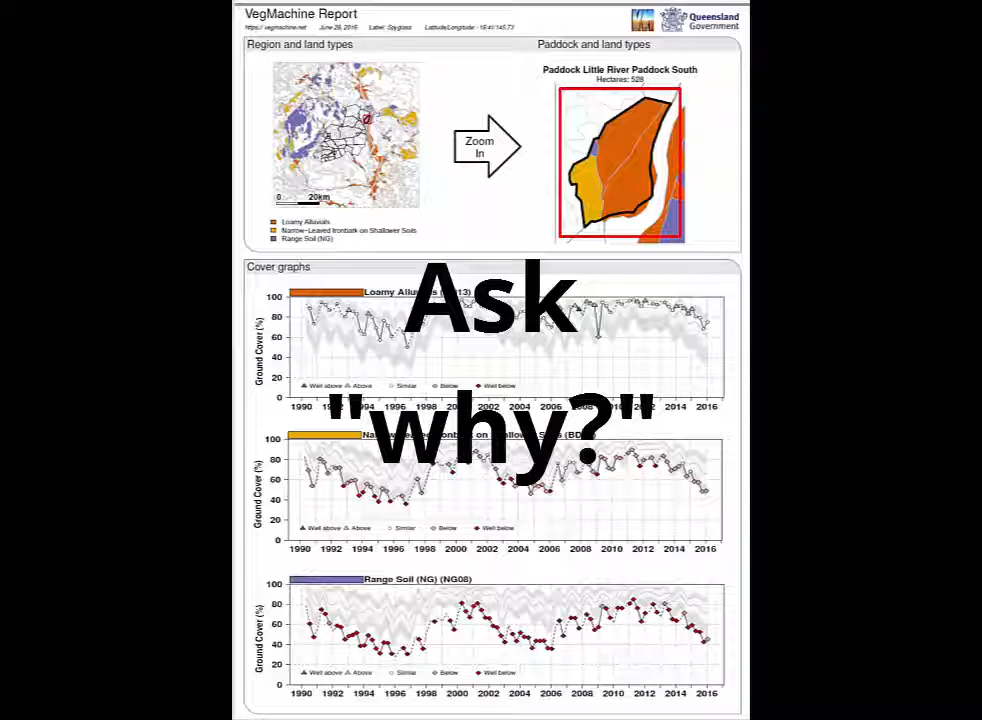 VegMachine Report
https://vegmachine.net June 28, 2016 Label: Spyglass Latitude/Longitude: -19.41/145.73
Queensland
Government
Region and land types
Paddock and land types
Paddock Little River Paddock South
Hectares: 528
Zoom
In
0 20km
Loamy Alluvials
Narrow-Leaved Ironbark on Shallower Soils
Range Soil (NG)
Cover graphs
Ask
"why?"
Loamy
100
80
60
40
20
0
Ground Cover (%)
Well above Above Similar Below Well below
1990 1994 1996 1998 2000 2002 2004 2006 2008 2010 2012 2014 2016
100
80
60
40
20
0
Ground Cover (%)
Well above Above Similar Below Well below
1990 1992 1994 1996 1998 2000 2002 2004 2006 2008 2010 2012 2014 2016
Range Soil (NG) (NG08)
100
80
60
40
20
0
Ground Cover (%)
Well above Above Similar Below Well below
1990 1992 1994 1996 1998 2000 2002 2004 2006 2008 2010 2012 2014 2016